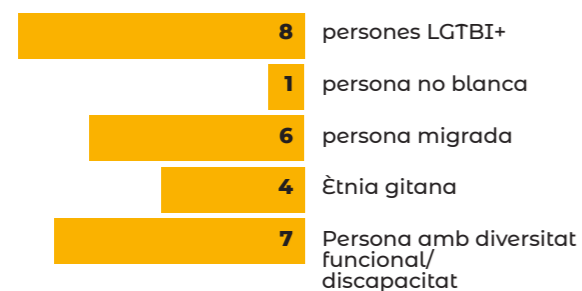 8 persones LGTBI+
1 persona no blanca
6 persona migrada
4 Ètnia gitana
7 Persona amb diversitat
funcional/
discapacitat